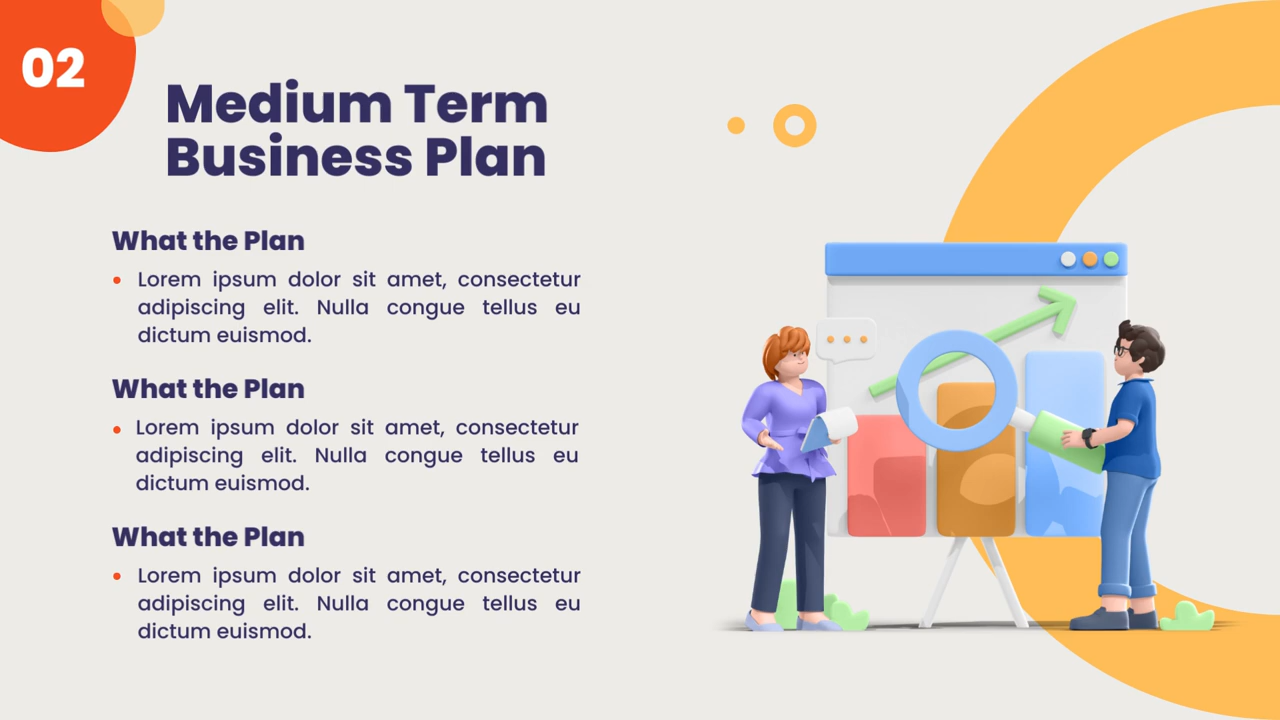 02
Medium Term
Business Plan
What the Plan
• Lorem ipsum dolor sit amet, consectetur
adipiscing elit. Nulla congue tellus eu
dictum euismod.
What the Plan
• Lorem ipsum dolor sit amet, consectetur
adipiscing elit. Nulla congue tellus eu
dictum euismod.
What the Plan
• Lorem ipsum dolor sit amet, consectetur
adipiscing elit. Nulla congue tellus eu
dictum euismod.